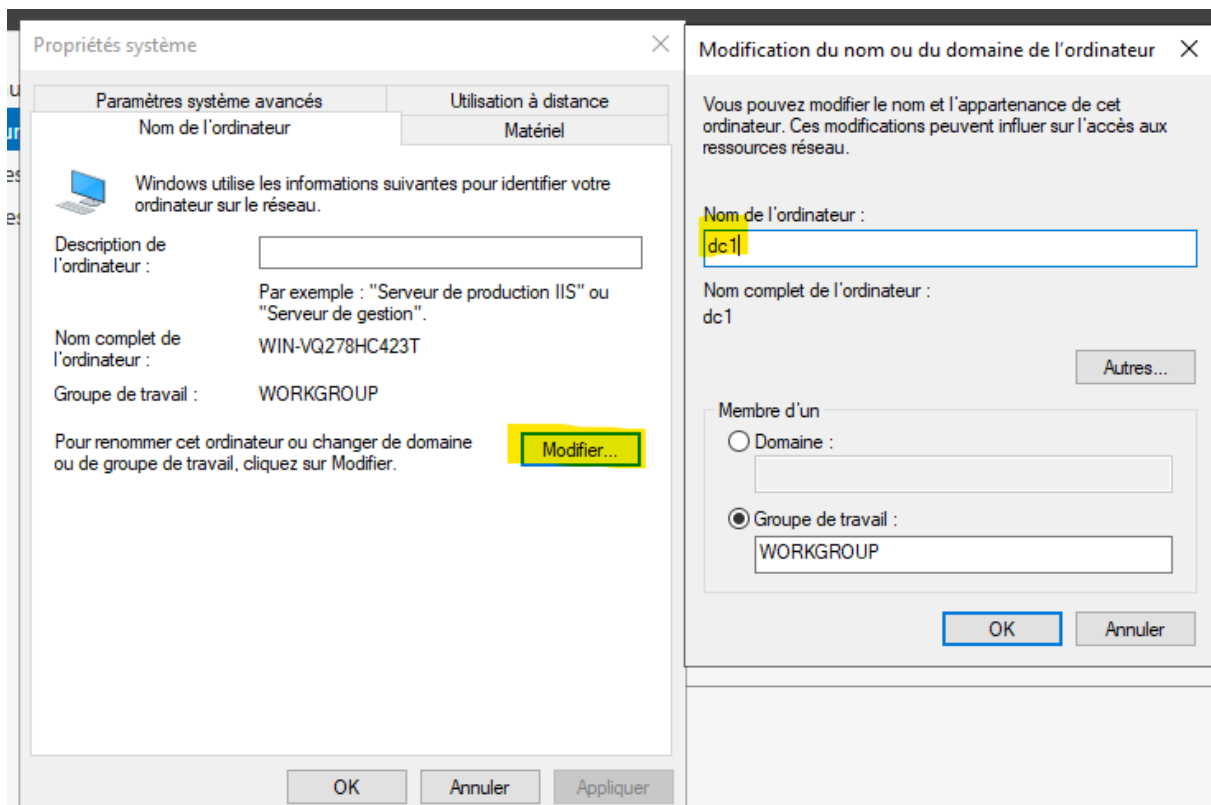 Propriétés système
Paramètres système avancés
Utilisation à distance
Nom de l'ordinateur
Matériel
Windows utilise les informations suivantes pour identifier votre
ordinateur sur le réseau.
Description de
l'ordinateur :
Par exemple : "Serveur de production IIS" ou
"Serveur de gestion".
Nom complet de
l'ordinateur :
WIN-VQ278HC423T
Groupe de travail :
WORKGROUP
Pour renommer cet ordinateur ou changer de domaine
ou de groupe de travail, cliquez sur Modifier.
Modifier...
OK
Annuler
Appliquer
Modification du nom ou du domaine de l'ordinateur
Vous pouvez modifier le nom et l'appartenance de cet
ordinateur. Ces modifications peuvent influer sur l'accès aux
ressources réseau.
Nom de l'ordinateur :
dc1
Nom complet de l'ordinateur :
dc1
Autres...
Membre d'un
Domaine :
Groupe de travail :
WORKGROUP
OK
Annuler